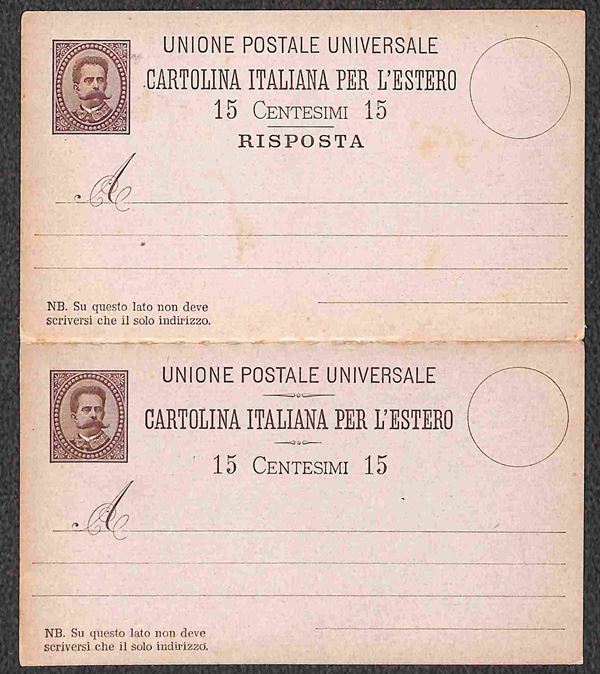 UNIONE POSTALE UNIVERSALE
CARTOLINA ITALIANA PER L'ESTERO
15 CENTESIMI 15
RISPOSTA
A
NB. Su questo lato non deve
scriversi che il solo indirizzo.
UNIONE POSTALE UNIVERSALE
CARTOLINA ITALIANA PER L'ESTERO
15 CENTESIMI 15
A
NB. Su questo lato non deve
scriversi che il solo indirizzo.